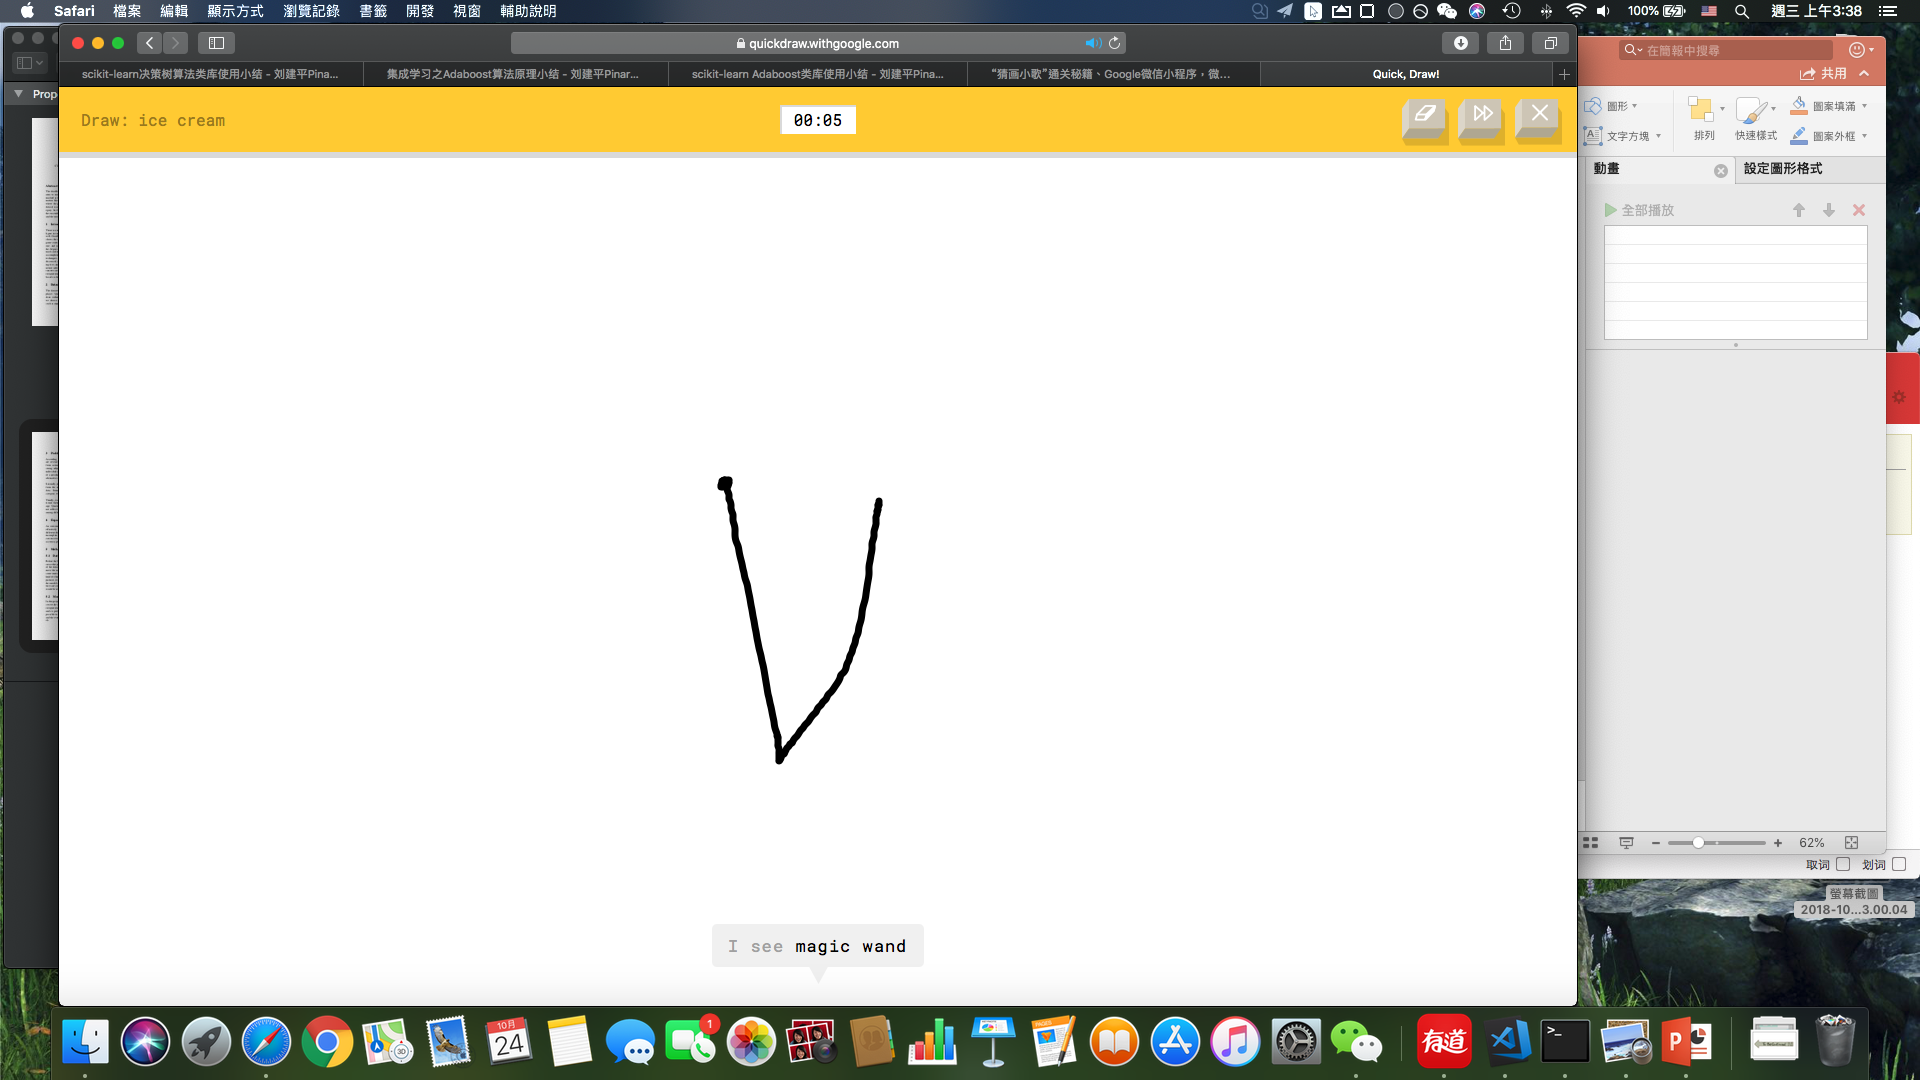 Safari 檔案 編輯 顯示方式 瀏覽記錄 書籤 開發 視窗 輔助說明
100%
週三 上午3:38
quickdraw.withgoogle.com
scikit-learn决策树算法类库使用小结 - 刘建平Pina...
集成学习之Adaboost算法原理小结 - 刘建平Pinar...
scikit-learn Adaboost类库使用小结 - 刘建平Pina...
“猜画小歌”通关秘籍、Google微信小程序，微...
Quick, Draw!
Prop
Draw: ice cream
00:05
I see magic wand
在簡報中搜尋
共用
圖形
文字方塊
排列
快速樣式
圖案填滿
圖案外框
動畫
設定圖形格式
全部播放
62%
取词
划词
螢幕截圖
2018-10...3.00.04
3D
10月
24
1
PAGES
有道
>_
P